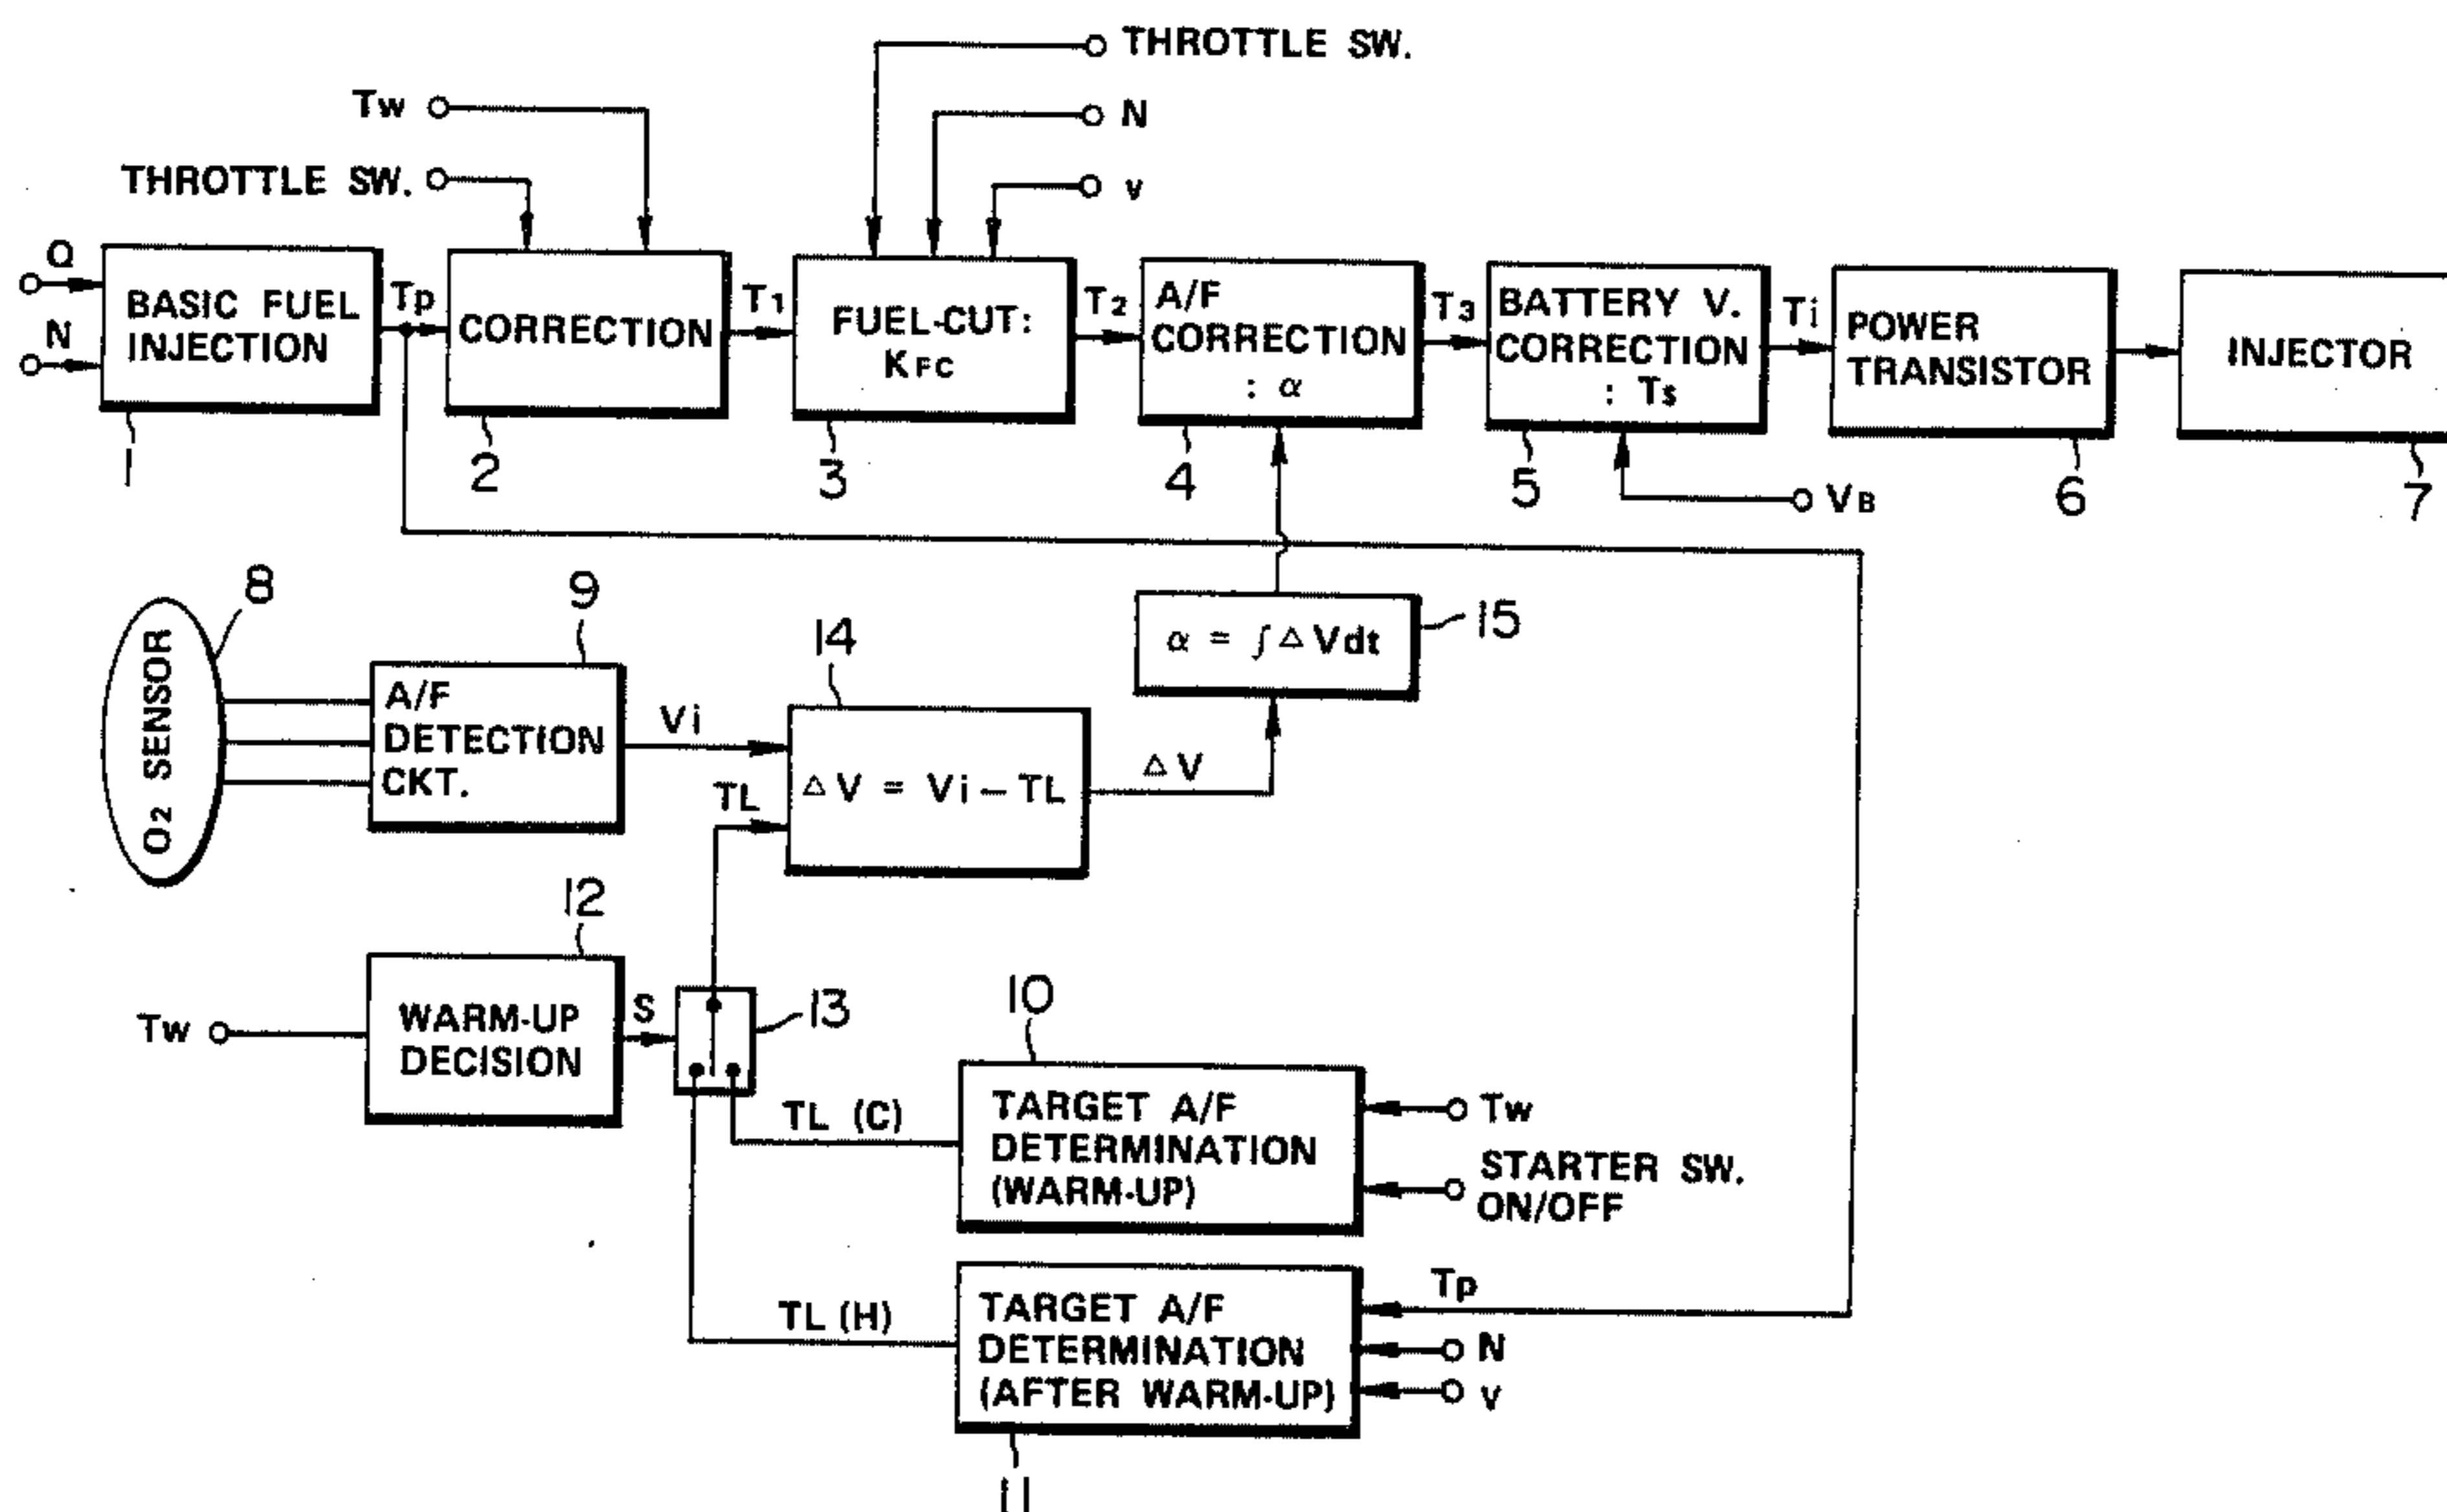 THROTTLE SW.
Tw
N
THROTTLE SW.
v
Q
N
BASIC FUEL
INJECTION
Tp
CORRECTION
T1
FUEL-CUT:
KFC
T2
A/F
CORRECTION
: α
T3
BATTERY V.
CORRECTION
: Ts
Ti
POWER
TRANSISTOR
INJECTOR
1
2
3
4
5
VB
6
7
8
9
14
α = ∫ΔVdt
15
O2 SENSOR
A/F
DETECTION
CKT.
Vi
TL
ΔV = Vi-TL
ΔV
12
Tw
WARM-UP
DECISION
S
13
10
TL (C)
TARGET A/F
DETERMINATION
(WARM-UP)
Tw
STARTER SW.
ON/OFF
TL (H)
TARGET A/F
DETERMINATION
(AFTER WARM-UP)
Tp
N
v
11